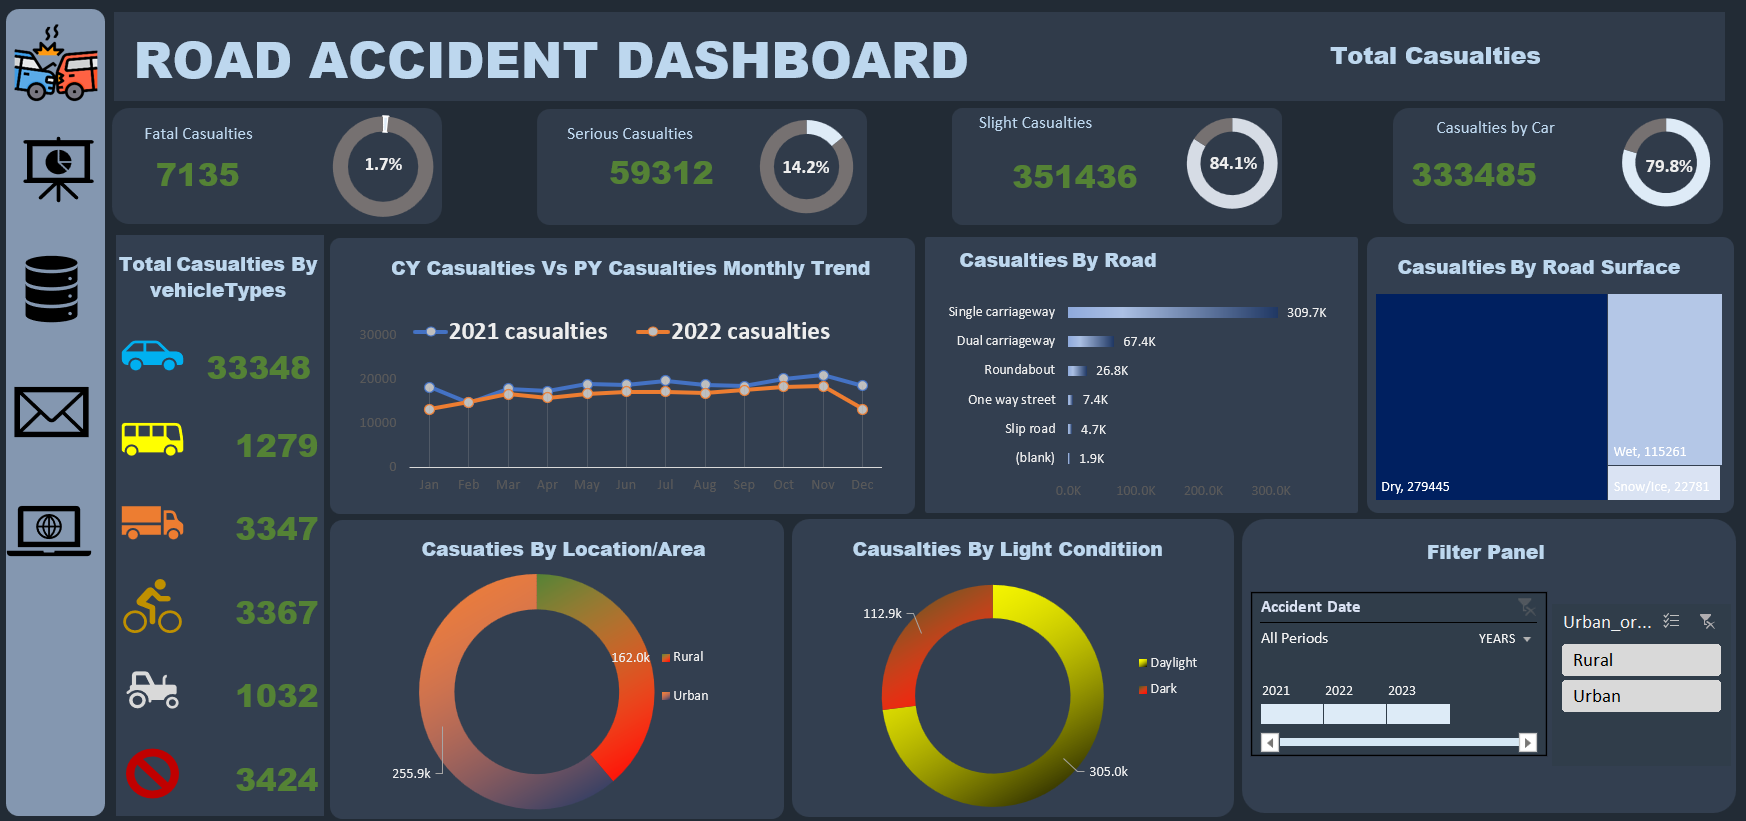 ROAD ACCIDENT DASHBOARD
Total Casualties
Fatal Casualties
7135
1.7%
Serious Casualties
59312
14.2%
Slight Casualties
351436
84.1%
Casualties by Car
333485
79.8%
Total Casualties By
vehicleTypes
33348
1279
3347
3367
1032
3424
CY Casualties Vs PY Casualties Monthly Trend
2021 casualties
2022 casualties
30000
20000
10000
0
Jan Feb Mar Apr May Jun Jul Aug Sep Oct Nov Dec
Casualties By Road
Single carriageway 309.7K
Dual carriageway 67.4K
Roundabout 26.8K
One way street 7.4K
Slip road 4.7K
(blank) 1.9K
0.0K 100.0K 200.0K 300.0K
Casualties By Road Surface
Dry, 279445
Wet, 115261
Snow/Ice, 22781
Casuaties By Location/Area
162.0k
Rural
Urban
255.9k
Causalties By Light Conditiion
112.9k
Daylight
Dark
305.0k
Filter Panel
Accident Date
All Periods
YEARS
2021 2022 2023
Urban_or...
Rural
Urban